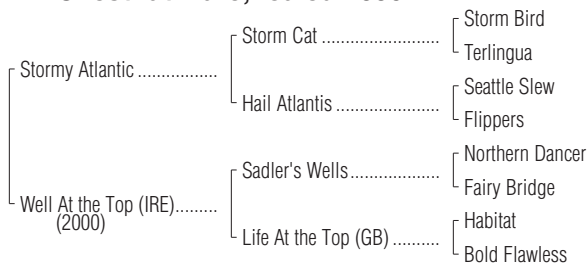 Storm Bird
Storm Cat ........................
Terlingua
Stormy Atlantic .................
Seattle Slew
Hail Atlantis .....................
Flippers
Northern Dancer
Sadler's Wells...................
Fairy Bridge
Well At the Top (IRE).........
(2000)
Habitat
Life At the Top (GB) ..........
Bold Flawless